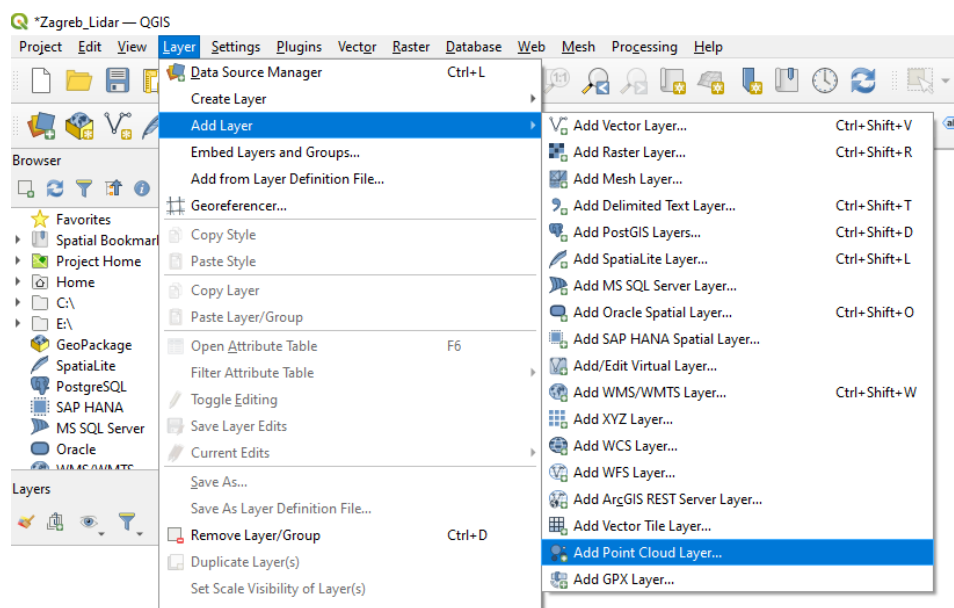 *Zagreb_Lidar — QGIS
Project Edit View Layer Settings Plugins Vector Raster Database Web Mesh Processing Help
Data Source Manager Ctrl+L
Create Layer
Add Layer
Embed Layers and Groups...
Add from Layer Definition File...
Georeferencer...
Copy Style
Paste Style
Copy Layer
Paste Layer/Group
Open Attribute Table F6
Filter Attribute Table
Toggle Editing
Save Layer Edits
Current Edits
Save As...
Save As Layer Definition File...
Remove Layer/Group Ctrl+D
Duplicate Layer(s)
Set Scale Visibility of Layer(s)
Add Vector Layer... Ctrl+Shift+V
Add Raster Layer... Ctrl+Shift+R
Add Mesh Layer...
Add Delimited Text Layer... Ctrl+Shift+T
Add PostGIS Layers... Ctrl+Shift+D
Add SpatiaLite Layer... Ctrl+Shift+L
Add MS SQL Server Layer...
Add Oracle Spatial Layer... Ctrl+Shift+O
Add SAP HANA Spatial Layer...
Add/Edit Virtual Layer...
Add WMS/WMTS Layer... Ctrl+Shift+W
Add XYZ Layer...
Add WCS Layer...
Add WFS Layer...
Add ArcGIS REST Server Layer...
Add Vector Tile Layer...
Add Point Cloud Layer...
Add GPX Layer...
Browser
Favorites
Spatial Bookmar
Project Home
Home
C:\
E:\
GeoPackage
SpatiaLite
PostgreSQL
SAP HANA
MS SQL Server
Oracle
WMS/WMTS
Layers
1:1